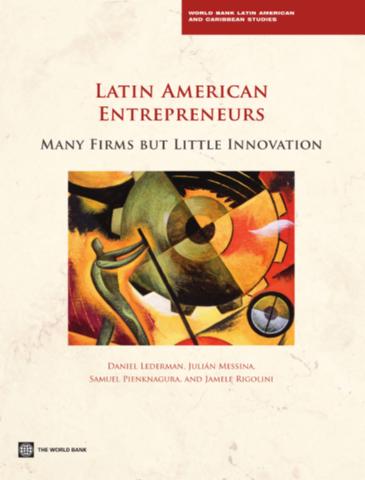 WORLD BANK LATIN AMERICAN
AND CARIBBEAN STUDIES
LATIN AMERICAN
ENTREPRENEURS
MANY FIRMS BUT LITTLE INNOVATION
DANIEL LEDERMAN, JULIÁN MESSINA,
SAMUEL PIENKNAGURA, AND JAMELE RIGOLINI
THE WORLD BANK